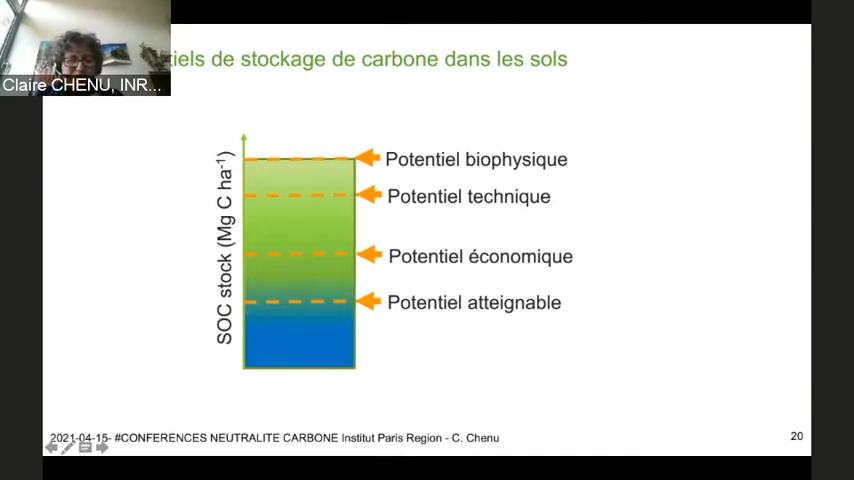 Claire CHENU, INR...
tiels de stockage de carbone dans les sols
SOC stock (Mg C ha-1)
Potentiel biophysique
Potentiel technique
Potentiel économique
Potentiel atteignable
2021-04-15- #CONFERENCES NEUTRALITE CARBONE Institut Paris Region - C. Chenu
20